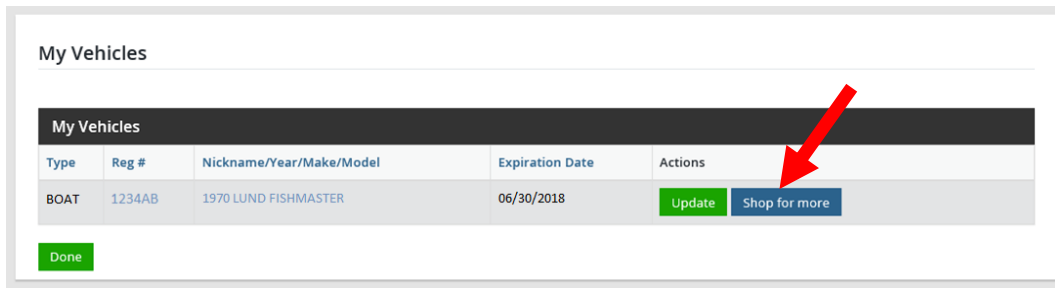 My Vehicles
My Vehicles
Type Reg # Nickname/Year/Make/Model Expiration Date Actions
BOAT 1234AB 1970 LUND FISHMASTER 06/30/2018 Update Shop for more
Done